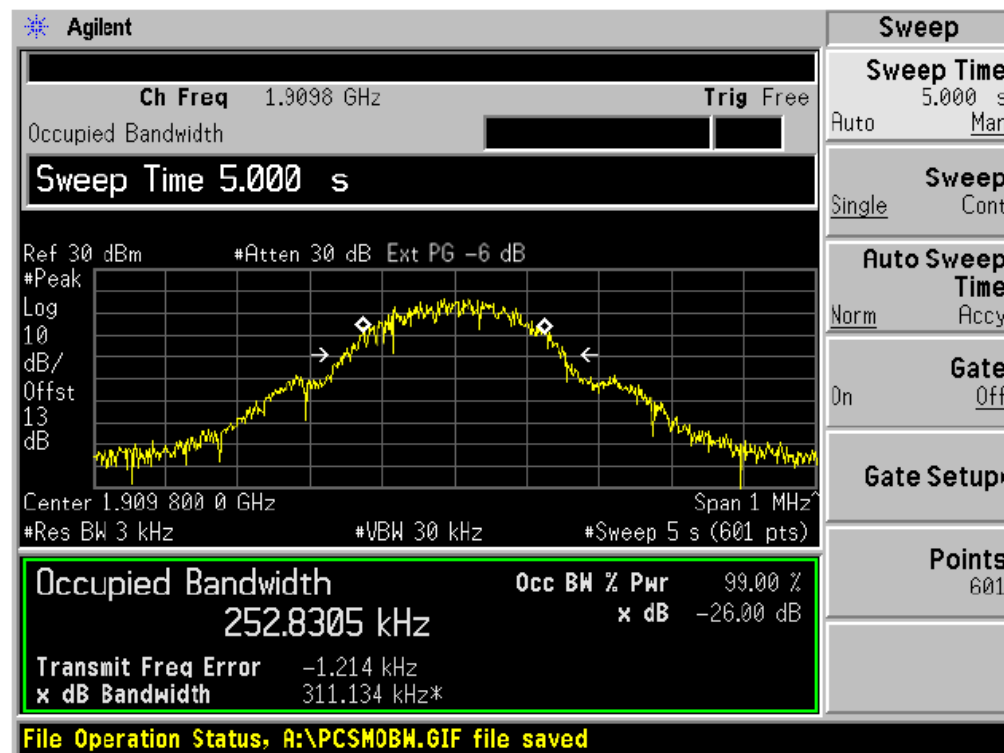 Agilent
Ch Freq 1.9098 GHz Trig Free
Occupied Bandwidth
Sweep Time 5.000 s
Ref 30 dBm #Atten 30 dB Ext PG -6 dB
#Peak
Log
10
dB/
Offst
13
dB
Center 1.909 800 0 GHz Span 1 MHz^
#Res BW 3 kHz #VBW 30 kHz #Sweep 5 s (601 pts)
Occupied Bandwidth Occ BW % Pwr 99.00 %
252.8305 kHz x dB -26.00 dB
Transmit Freq Error -1.214 kHz
x dB Bandwidth 311.134 kHz*
File Operation Status, A:\PCSMOBW.GIF file saved
Sweep
Sweep Time
5.000 s
Auto Man
Sweep
Single Cont
Auto Sweep
Time
Norm Accy
Gate
On Off
Gate Setup
Points
601